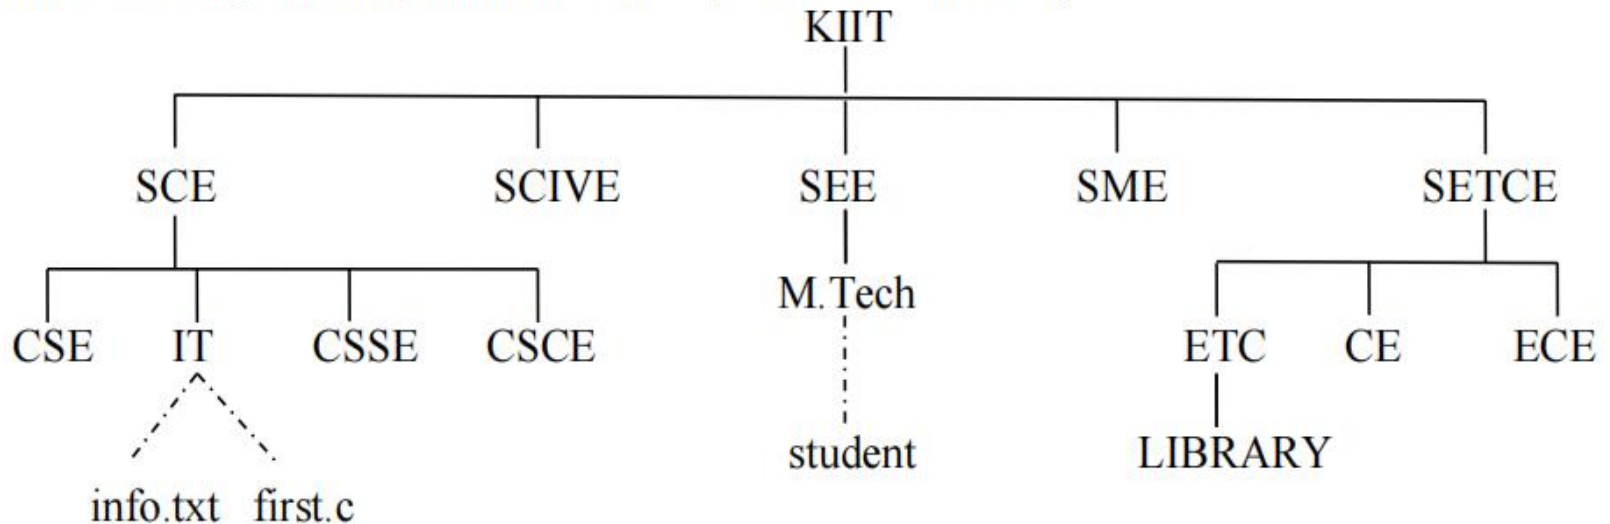 KIIT
SCE SCIVE SEE SME SETCE
M.Tech
CSE IT CSSE CSCE ETC CE ECE
student LIBRARY
info.txt first.c